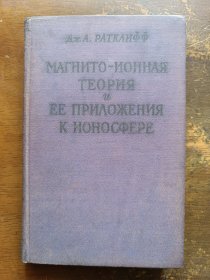 Дж. А. РАТКЛИФФ
МАГНИТО-ИОННАЯ
ТЕОРИЯ
и
ЕЕ ПРИЛОЖЕНИЯ
К ИОНОСФЕРЕ